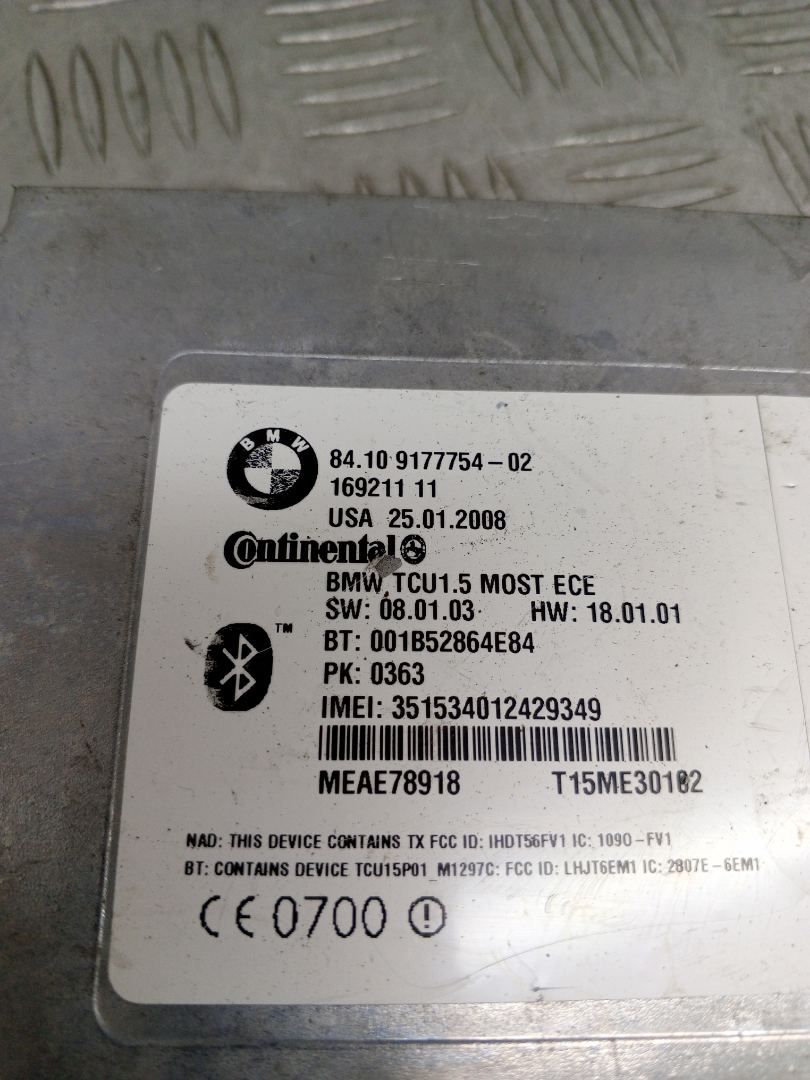 BMW
84.10 9177754-02
169211 11
USA 25.01.2008
Continental
BMW TCU1.5 MOST ECE
SW: 08.01.03 HW: 18.01.01
™
BT: 001B52864E84
PK: 0363
IMEI: 351534012429349
MEAE78918 T15ME30182
NAD: THIS DEVICE CONTAINS TX FCC ID: IHDT56FV1 IC: 1090-FV1
BT: CONTAINS DEVICE TCU15P01_M1297C: FCC ID: LHJT6EM1 IC: 2807E-6EM1
CE 0700